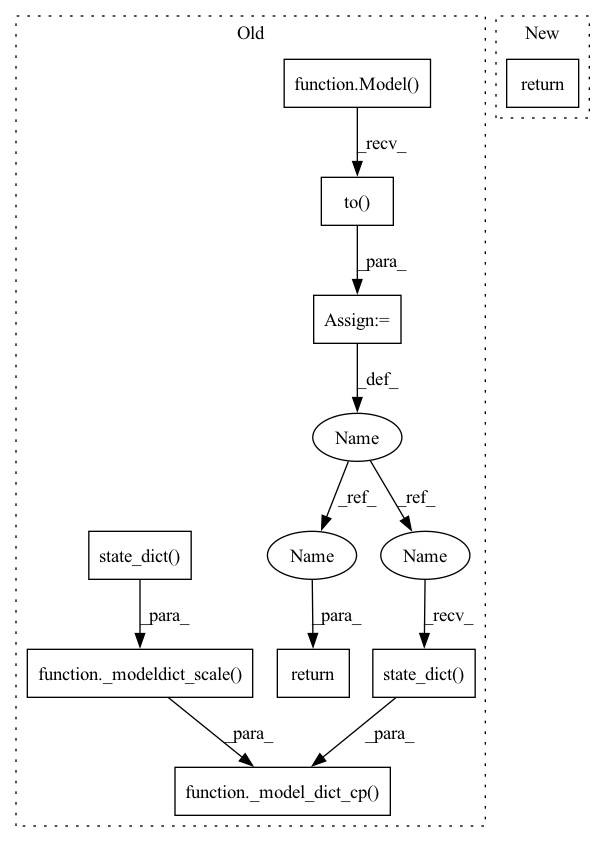 Old
New
function.Model()
return
_recv_
to()
_para_
Assign:=
_def_
Name
_ref_
_ref_
state_dict()
Name
Name
_para_
_para_
_recv_
function._modeldict_scale()
return
state_dict()
_para_
_para_
function._model_dict_cp()